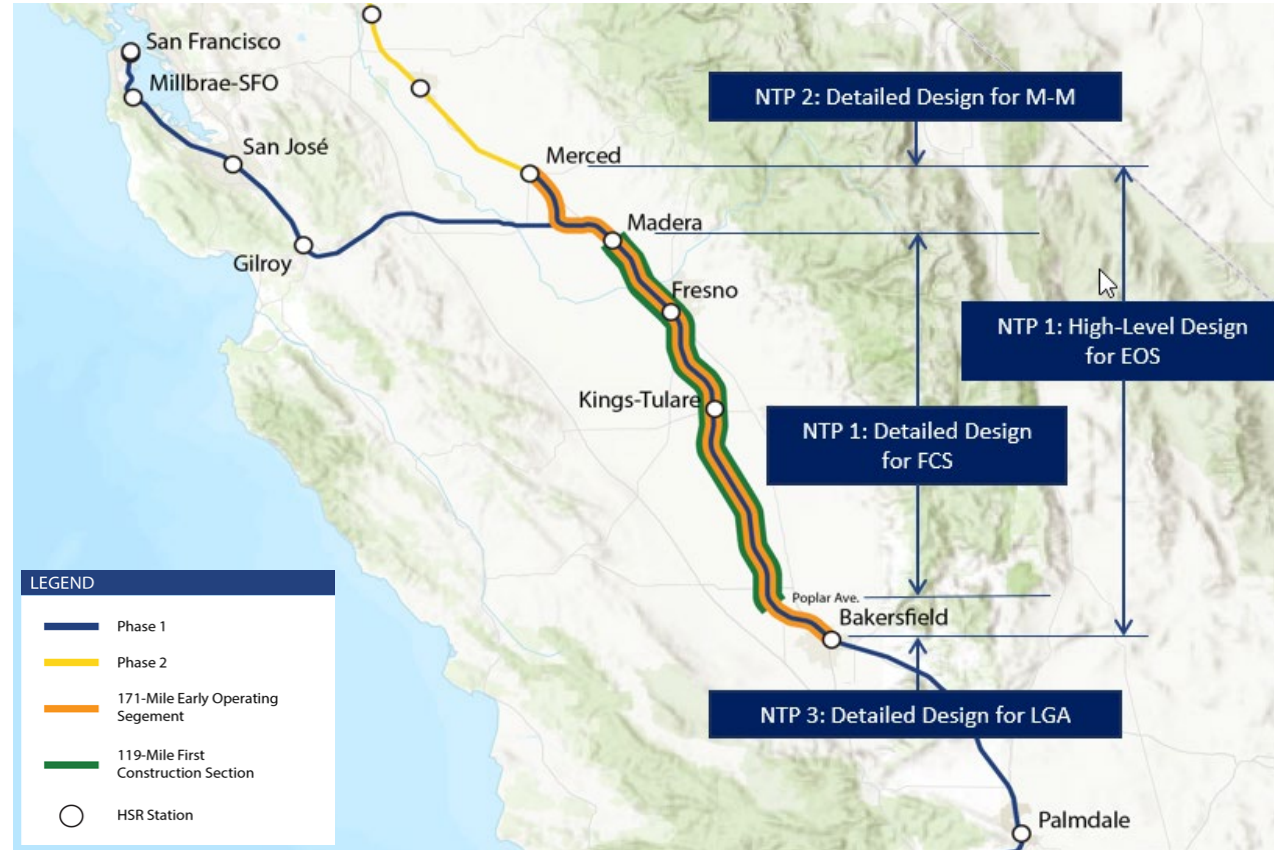 San Francisco
Millbrae-SFO
San José
Gilroy
Merced
Madera
Fresno
Kings-Tulare
Poplar Ave.
Bakersfield
Palmdale
NTP 2: Detailed Design for M-M
NTP 1: High-Level Design
for EOS
NTP 1: Detailed Design
for FCS
NTP 3: Detailed Design for LGA
LEGEND
Phase 1
Phase 2
171-Mile Early Operating
Segement
119-Mile First
Construction Section
HSR Station